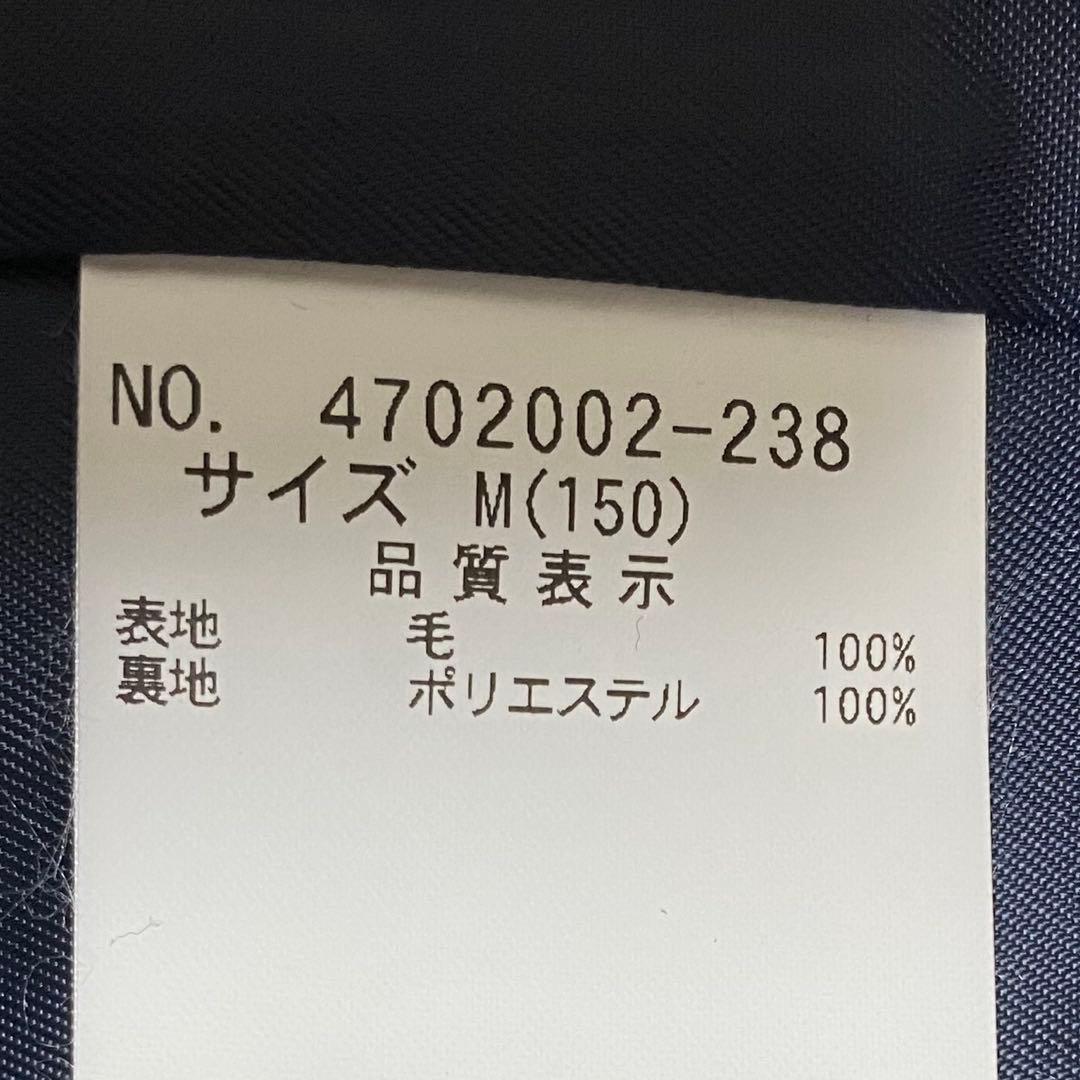 NO. 4702002-238
サイズ M(150)
品質表示
表地 毛 100%
裏地 ポリエステル 100%